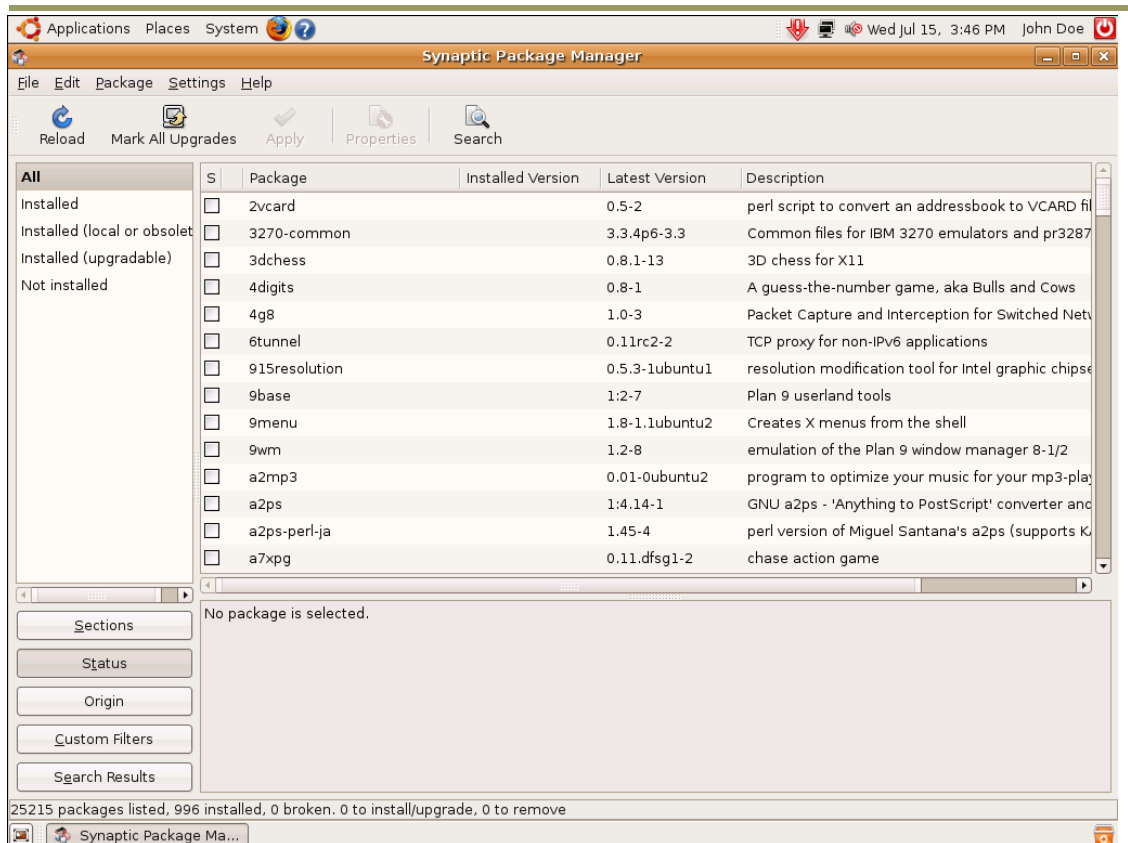 Applications Places System Wed Jul 15, 3:46 PM John Doe
Synaptic Package Manager
File Edit Package Settings Help
Reload Mark All Upgrades Apply Properties Search
All
Installed
Installed (local or obsolet
Installed (upgradable)
Not installed
S Package Installed Version Latest Version Description
2vcard 0.5-2 perl script to convert an addressbook to VCARD fil
3270-common 3.3.4p6-3.3 Common files for IBM 3270 emulators and pr3287
3dchess 0.8.1-13 3D chess for X11
4digits 0.8-1 A guess-the-number game, aka Bulls and Cows
4g8 1.0-3 Packet Capture and Interception for Switched Netw
6tunnel 0.11rc2-2 TCP proxy for non-IPv6 applications
915resolution 0.5.3-1ubuntu1 resolution modification tool for Intel graphic chipse
9base 1:2-7 Plan 9 userland tools
9menu 1.8-1.1ubuntu2 Creates X menus from the shell
9wm 1.2-8 emulation of the Plan 9 window manager 8-1/2
a2mp3 0.01-0ubuntu2 program to optimize your music for your mp3-play
a2ps 1:4.14-1 GNU a2ps - 'Anything to PostScript' converter and
a2ps-perl-ja 1.45-4 perl version of Miguel Santana's a2ps (supports KA
a7xpg 0.11.dfsg1-2 chase action game
Sections
Status
Origin
Custom Filters
Search Results
No package is selected.
25215 packages listed, 996 installed, 0 broken. 0 to install/upgrade, 0 to remove
Synaptic Package Ma...